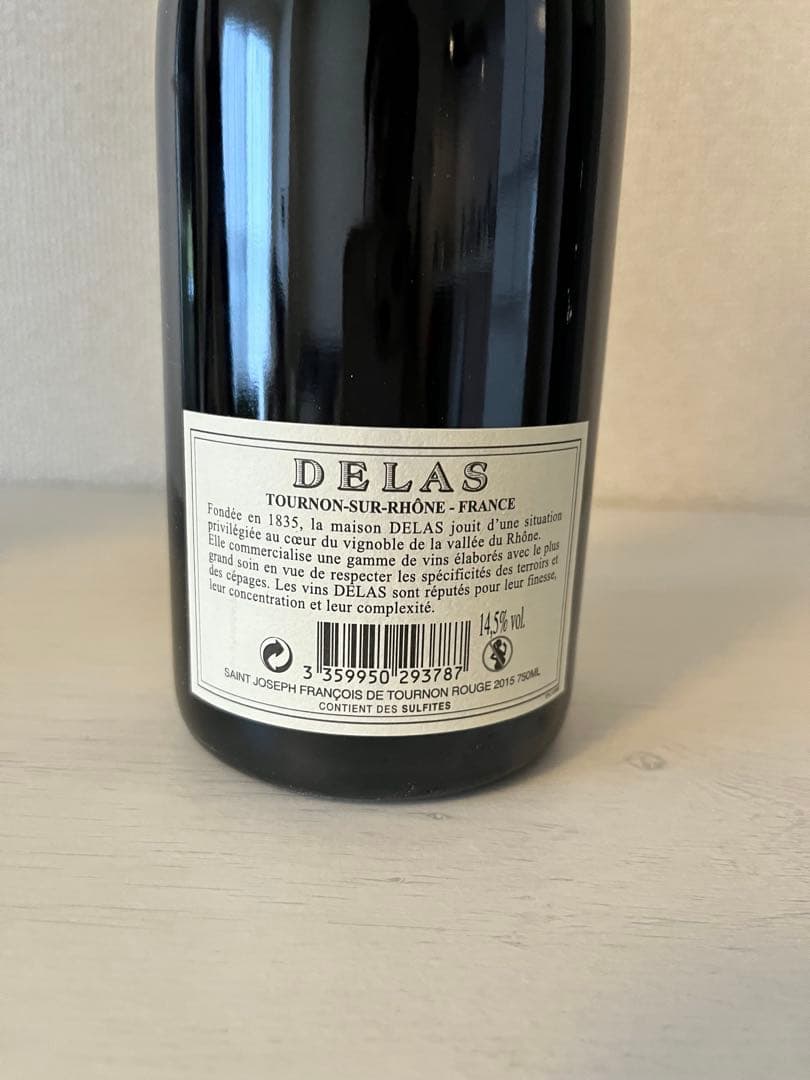 DELAS
TOURNON-SUR-RHÔNE - FRANCE
Fondée en 1835, la maison DELAS jouit d'une situation
privilégiée au cœur du vignoble de la vallée du Rhône.
Elle commercialise une gamme de vins élaborés avec le plus
grand soin en vue de respecter les spécificités des terroirs et
des cépages. Les vins DELAS sont réputés pour leur finesse,
leur concentration et leur complexité.
14,5% vol.
3 359950 293787
SAINT JOSEPH FRANÇOIS DE TOURNON ROUGE 2015 750ML
CONTIENT DES SULFITES